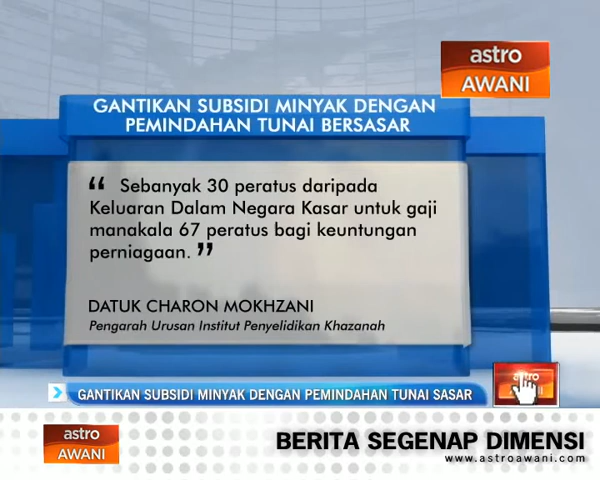 astro
AWANI
GANTIKAN SUBSIDI MINYAK DENGAN
PEMINDAHAN TUNAI BERSASAR
“ Sebanyak 30 peratus daripada
Keluaran Dalam Negara Kasar untuk gaji
manakala 67 peratus bagi keuntungan
perniagaan. ”
DATUK CHARON MOKHZANI
Pengarah Urusan Institut Penyelidikan Khazanah
GANTIKAN SUBSIDI MINYAK DENGAN PEMINDAHAN TUNAI SASAR
astro
AWANI
BERITA SEGENAP DIMENSI
www.astroawani.com